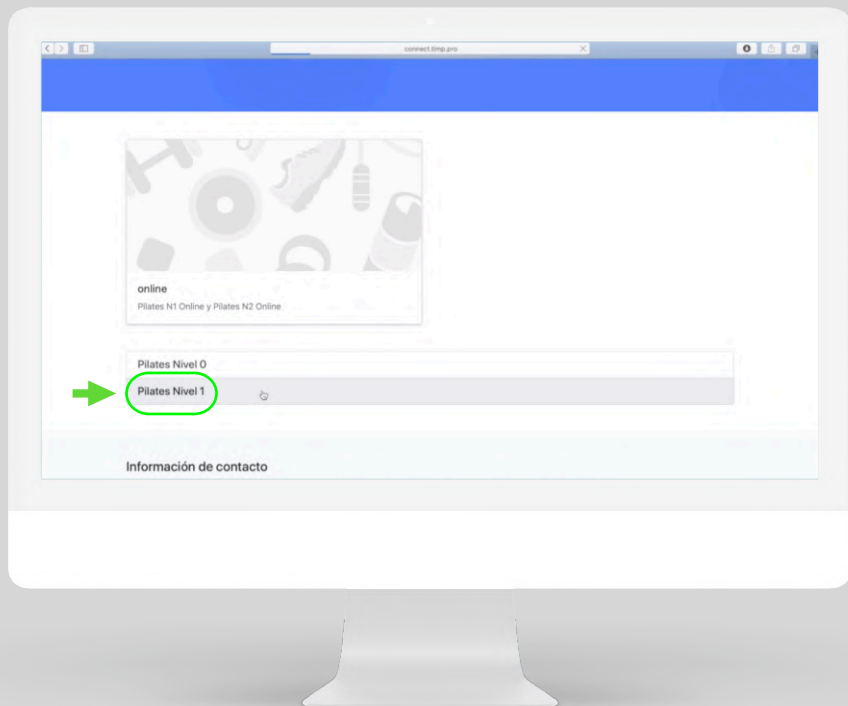 connect.timp.pro
online
Pilates N1 Online y Pilates N2 Online
Pilates Nivel 0
Pilates Nivel 1
Información de contacto